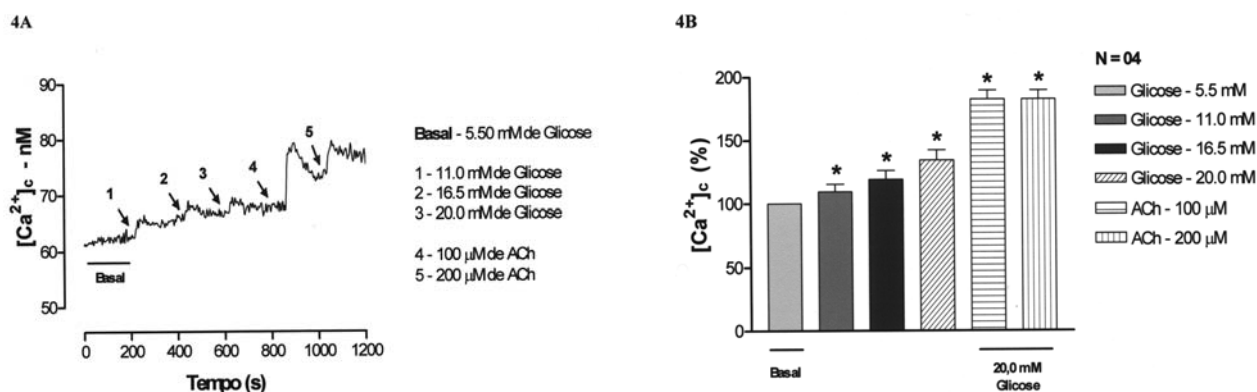 4A
90
80
70
60
50
[Ca²⁺]c - nM
1
2
3
4
5
Basal
0 200 400 600 800 1000 1200
Tempo (s)
Basal - 5.50 mM de Glicose
1 - 11.0 mM de Glicose
2 - 16.5 mM de Glicose
3 - 20.0 mM de Glicose
4 - 100 µM de ACh
5 - 200 µM de ACh
4B
200
150
100
50
0
[Ca²⁺]c (%)
* * * * *
Basal
20,0 mM
Glicose
N = 04
Glicose - 5.5 mM
Glicose - 11.0 mM
Glicose - 16.5 mM
Glicose - 20.0 mM
ACh - 100 µM
ACh - 200 µM